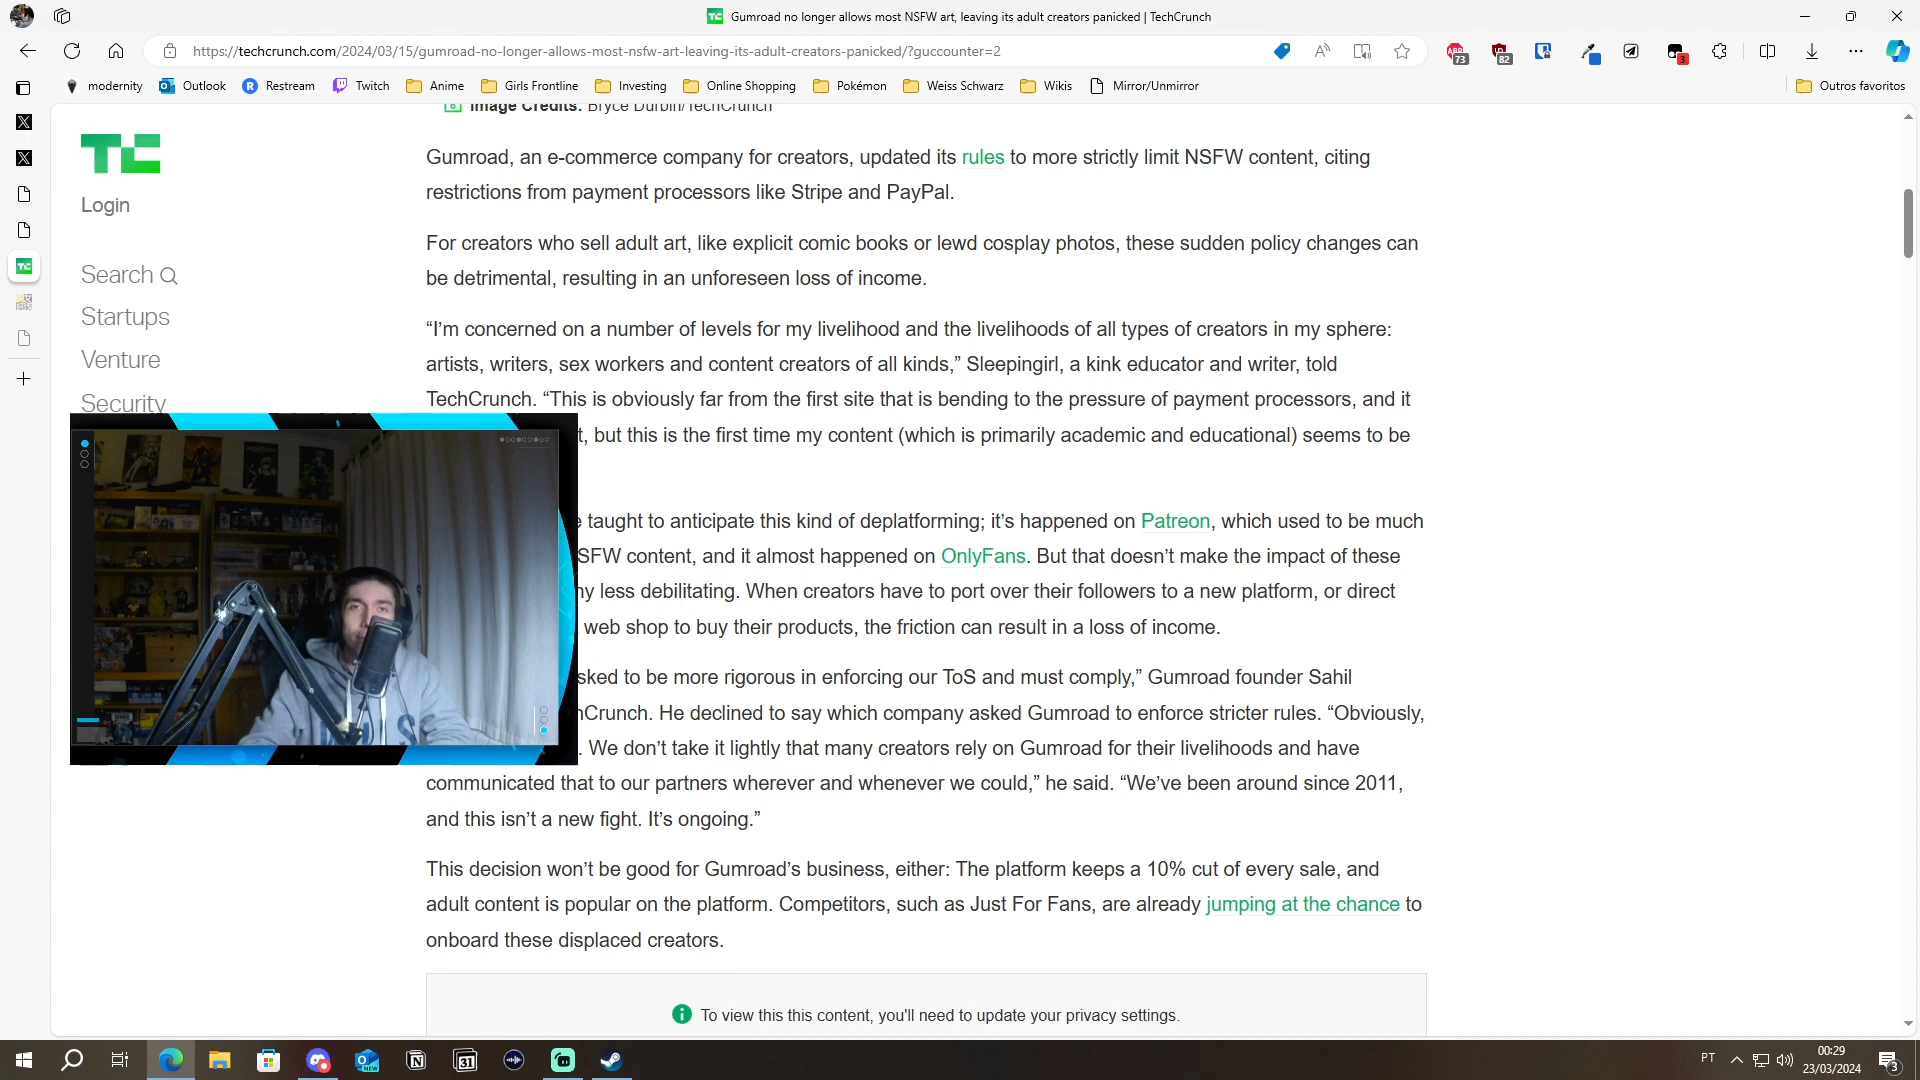 Gumroad no longer allows most NSFW art, leaving its adult creators panicked | TechCrunch
https://techcrunch.com/2024/03/15/gumroad-no-longer-allows-most-nsfw-art-leaving-its-adult-creators-panicked/?guccounter=2
73
82
3
modernity
Outlook
Restream
Twitch
Anime
Girls Frontline
Investing
Online Shopping
Pokémon
Weiss Schwarz
Wikis
Mirror/Unmirror
Outros favoritos
Image Credits: Bryce Durbin/TechCrunch
Login
Search
Startups
Venture
Security
Gumroad, an e-commerce company for creators, updated its rules to more strictly limit NSFW content, citing
restrictions from payment processors like Stripe and PayPal.
For creators who sell adult art, like explicit comic books or lewd cosplay photos, these sudden policy changes can
be detrimental, resulting in an unforeseen loss of income.
“I’m concerned on a number of levels for my livelihood and the livelihoods of all types of creators in my sphere:
artists, writers, sex workers and content creators of all kinds,” Sleepingirl, a kink educator and writer, told
TechCrunch. “This is obviously far from the first site that is bending to the pressure of payment processors, and it
t, but this is the first time my content (which is primarily academic and educational) seems to be
taught to anticipate this kind of deplatforming; it’s happened on Patreon, which used to be much
SFW content, and it almost happened on OnlyFans. But that doesn’t make the impact of these
ny less debilitating. When creators have to port over their followers to a new platform, or direct
web shop to buy their products, the friction can result in a loss of income.
sked to be more rigorous in enforcing our ToS and must comply,” Gumroad founder Sahil
nCrunch. He declined to say which company asked Gumroad to enforce stricter rules. “Obviously,
. We don’t take it lightly that many creators rely on Gumroad for their livelihoods and have
communicated that to our partners wherever and whenever we could,” he said. “We’ve been around since 2011,
and this isn’t a new fight. It’s ongoing.”
This decision won’t be good for Gumroad’s business, either: The platform keeps a 10% cut of every sale, and
adult content is popular on the platform. Competitors, such as Just For Fans, are already jumping at the chance to
onboard these displaced creators.
To view this this content, you'll need to update your privacy settings.
PT
00:29
23/03/2024
3